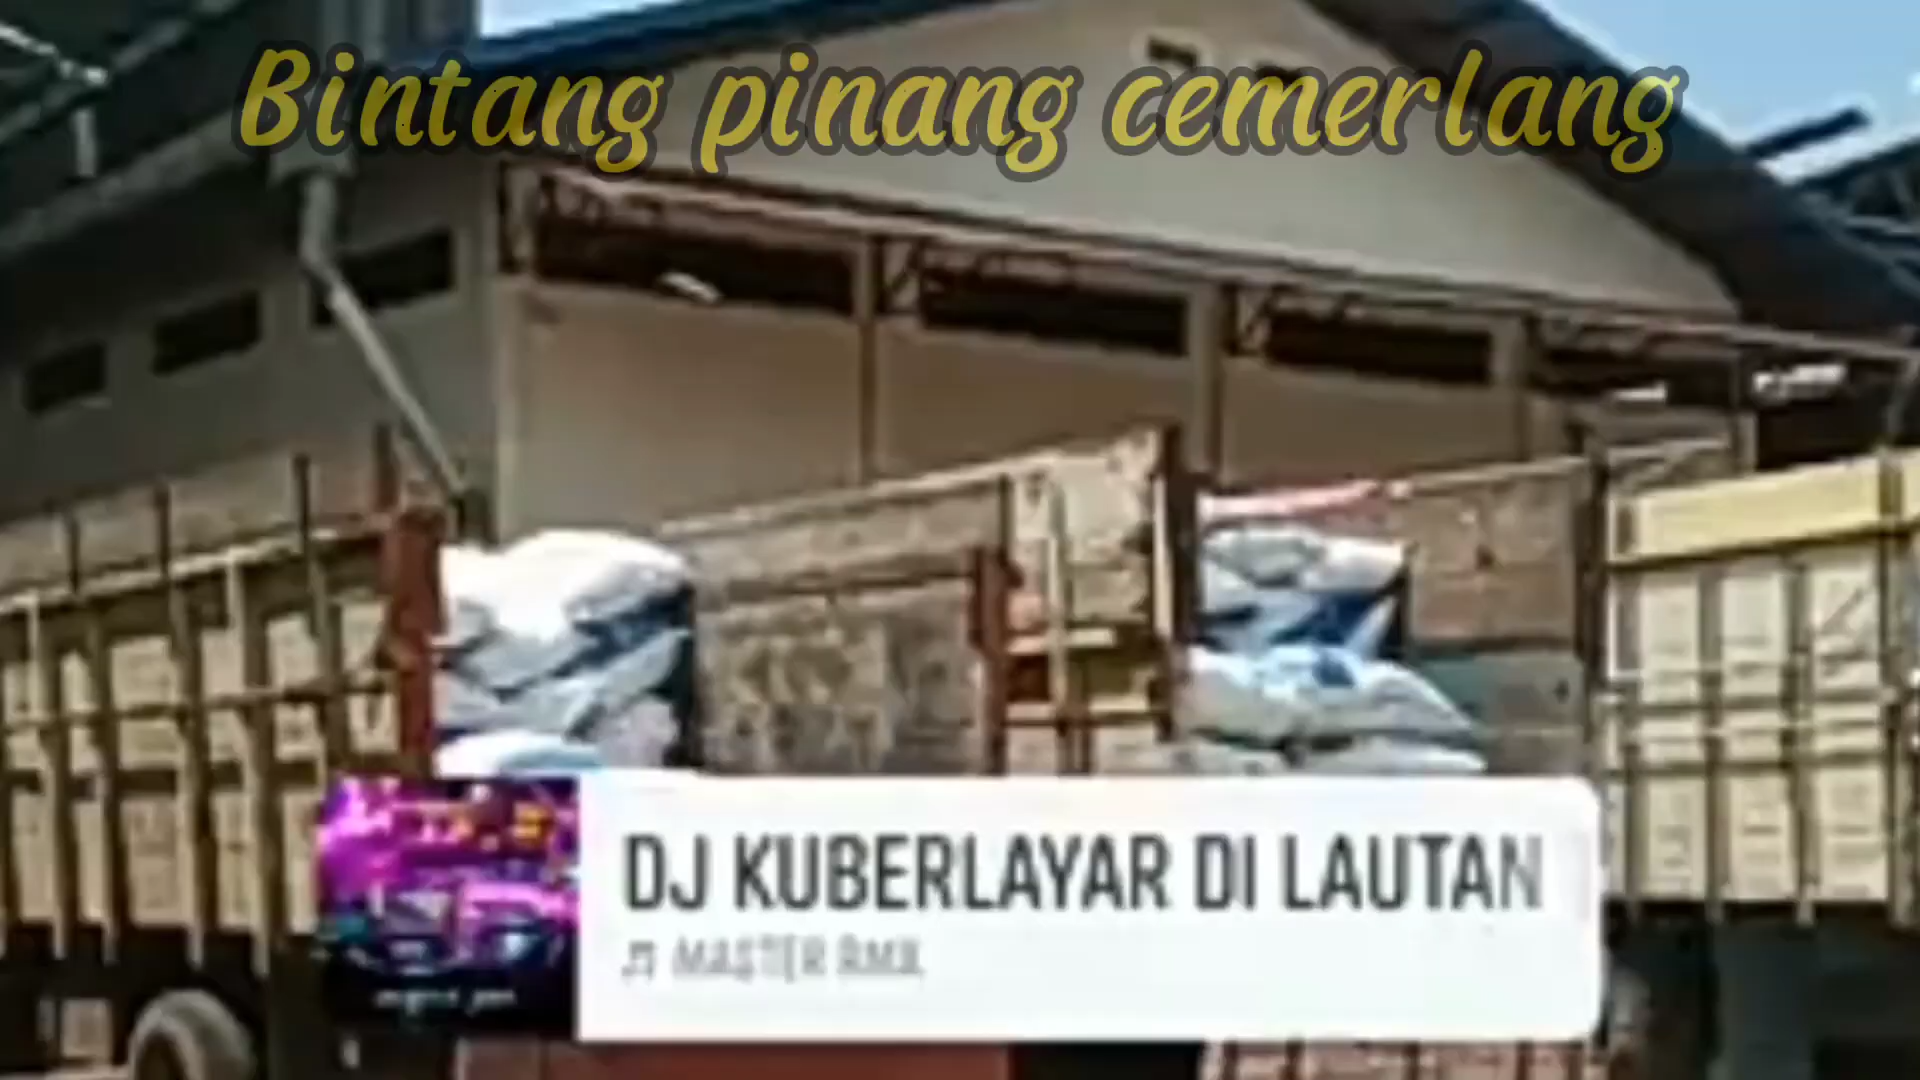 Bintang pinang cemerlang
DJ KUBERLAYAR DI LAUTAN
♬ MASTER RMX